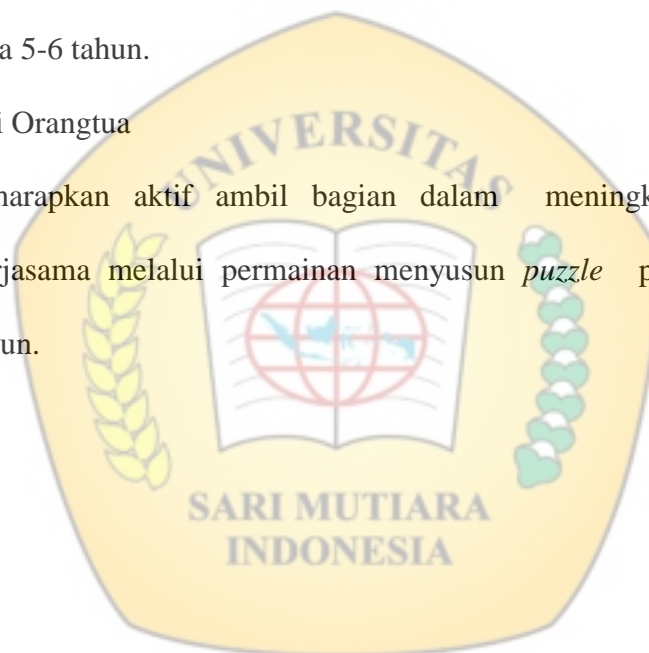 a 5-6 tahun.
i Orangtua
UNIVERSITAS
harapkan aktif ambil bagian dalam meningk
rjasama melalui permainan menyusun puzzle p
un.
SARI MUTIARA
INDONESIA